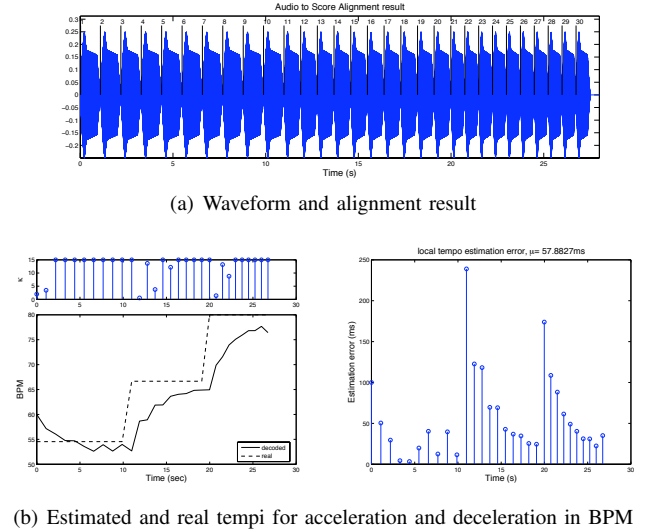 Audio to Score Alignment result
1 2 3 4 5 6 7 8 9 10 11 12 13 14 15 16 17 18 19 20 21 22 23 24 25 26 27 28 29 30
0.3
0.25
0.2
0.15
0.1
0.05
0
−0.05
−0.1
−0.15
−0.2
0 5 10 15 20 25
Time (s)
(a) Waveform and alignment result
15
10
5
0
κ
0 5 10 15 20 25 30
80
75
70
65
60
55
50
BPM
decoded
real
0 5 10 15 20 25 30
Time (sec)
local tempo estimation error, μ= 57.8827ms
250
200
150
100
50
0
Estimation error (ms)
0 5 10 15 20 25 30
Time (s)
(b) Estimated and real tempi for acceleration and deceleration in BPM